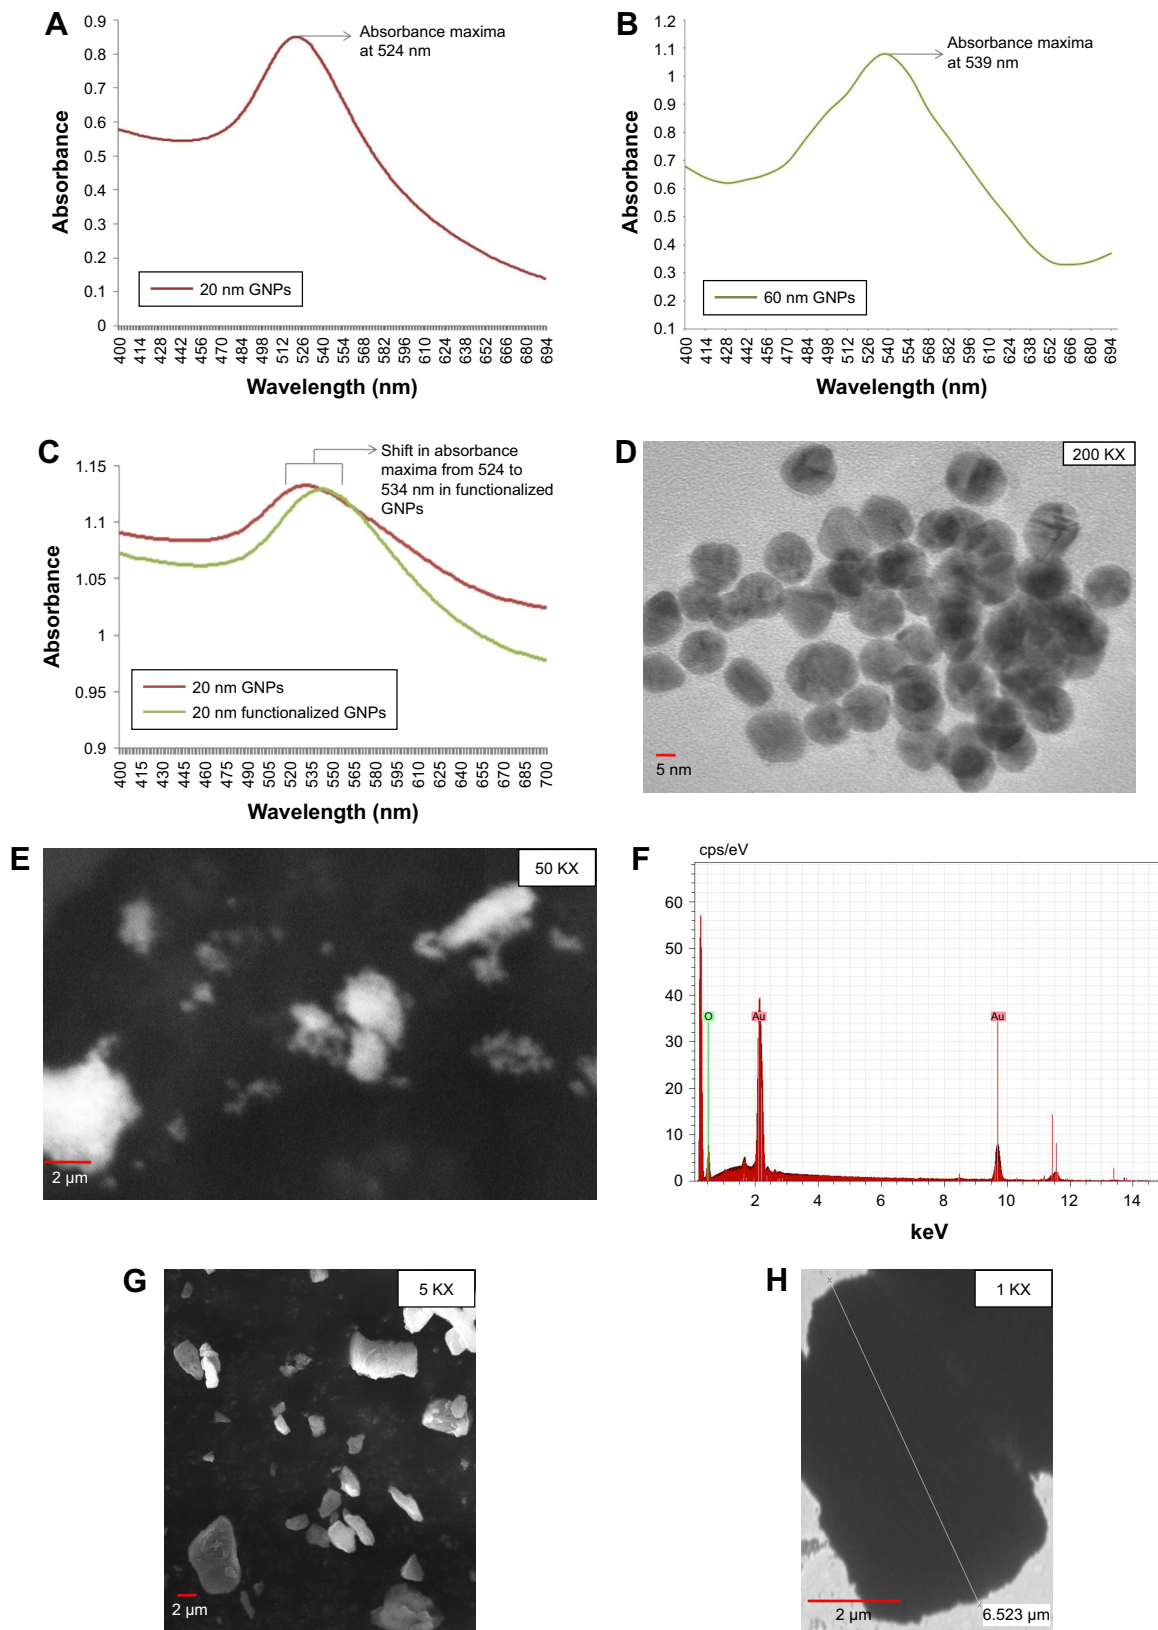 A
0.9
0.8
0.7
0.6
0.5
0.4
0.3
0.2
0.1
0
Absorbance
Absorbance maxima
at 524 nm
20 nm GNPs
400 414 428 442 456 470 484 498 512 526 540 554 568 582 596 610 624 638 652 666 680 694
Wavelength (nm)
B
1.2
1.1
1
0.9
0.8
0.7
0.6
0.5
0.4
0.3
0.2
0.1
Absorbance
Absorbance maxima
at 539 nm
60 nm GNPs
400 414 428 442 456 470 484 498 512 526 540 554 568 582 596 610 624 638 652 666 680 694
Wavelength (nm)
C
1.15
1.1
1.05
1
0.95
0.9
Absorbance
Shift in absorbance
maxima from 524 to
534 nm in functionalized
GNPs
20 nm GNPs
20 nm functionalized GNPs
400 415 430 445 460 475 490 505 520 535 550 565 580 595 610 625 640 655 670 685 700
Wavelength (nm)
D
200 KX
5 nm
E
50 KX
2 µm
F
cps/eV
60
50
40
30
20
10
0
O
Au
Au
2 4 6 8 10 12 14
keV
G
5 KX
2 µm
H
1 KX
2 µm
6.523 µm